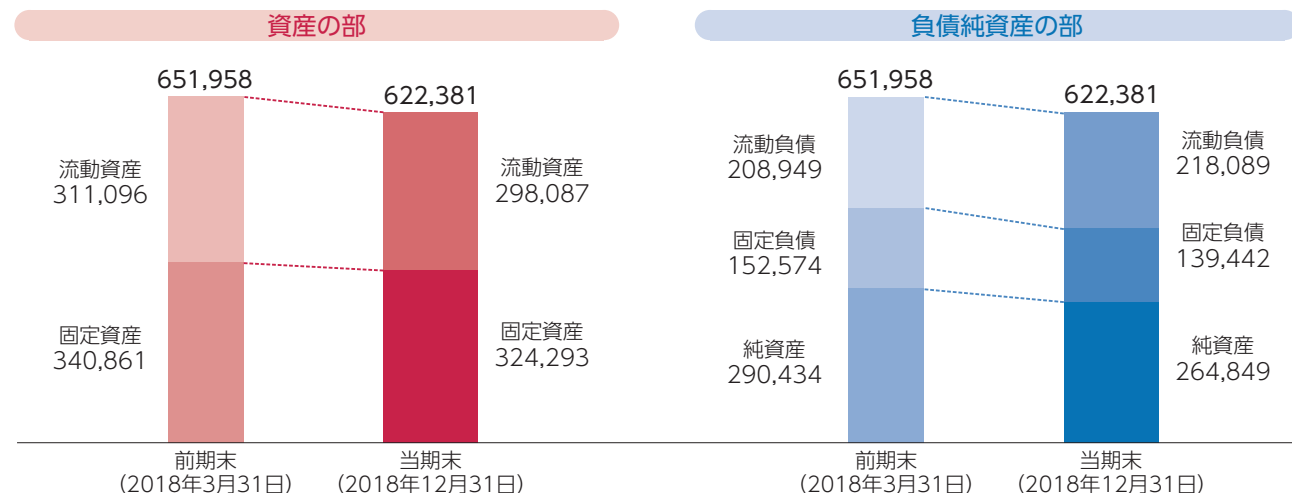 資産の部
651,958
622,381
流動資産
311,096
流動資産
298,087
固定資産
340,861
固定資産
324,293
前期末
(2018年3月31日)
当期末
(2018年12月31日)
負債純資産の部
651,958
622,381
流動負債
208,949
流動負債
218,089
固定負債
152,574
固定負債
139,442
純資産
290,434
純資産
264,849
前期末
(2018年3月31日)
当期末
(2018年12月31日)